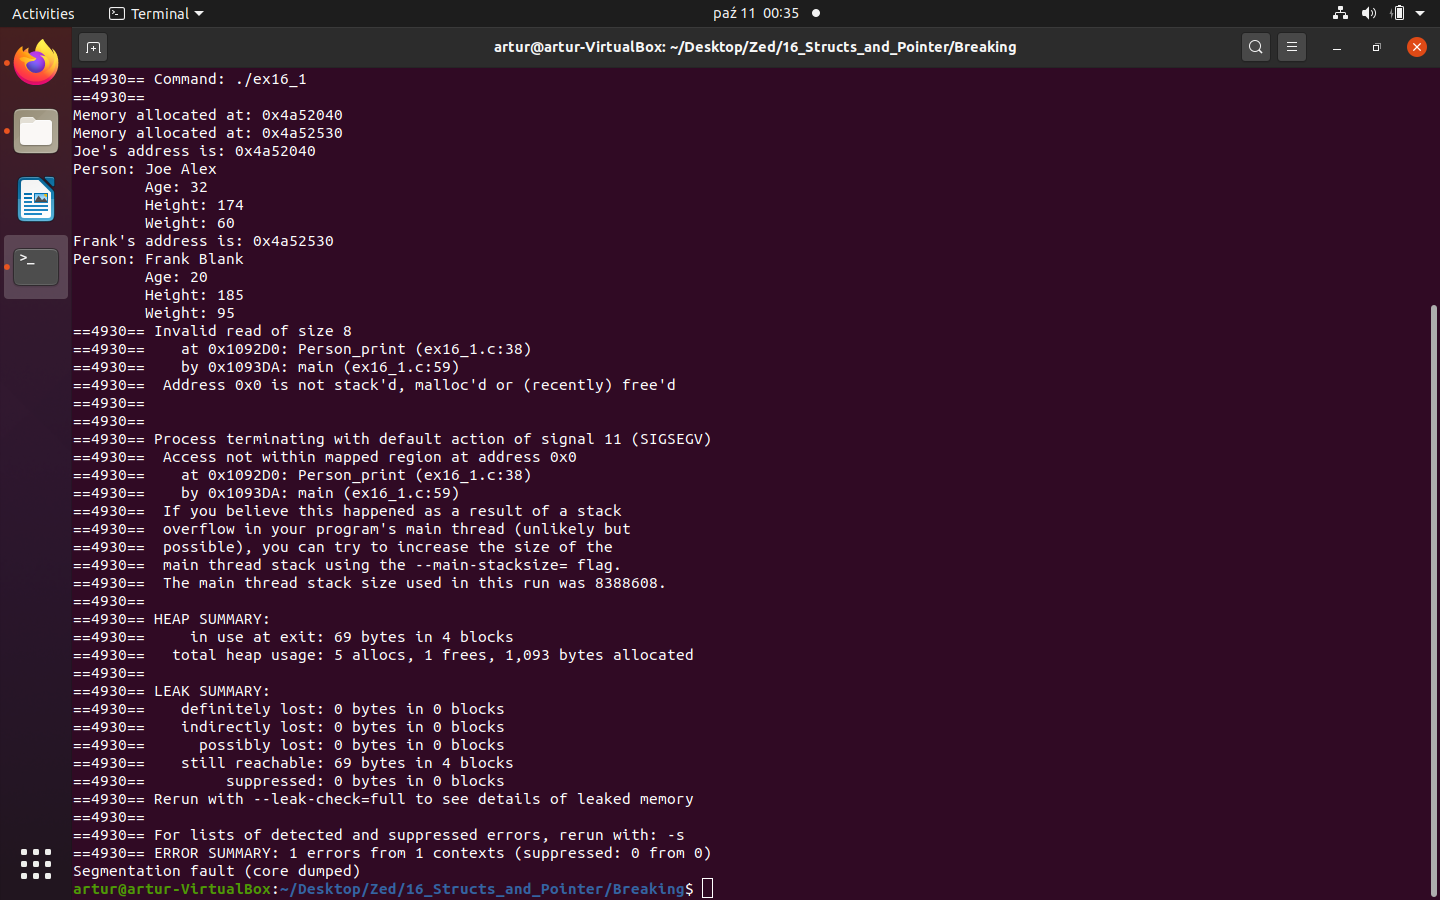 Activities Terminal paź 11 00:35
artur@artur-VirtualBox: ~/Desktop/Zed/16_Structs_and_Pointer/Breaking
==4930== Command: ./ex16_1
==4930==
Memory allocated at: 0x4a52040
Memory allocated at: 0x4a52530
Joe's address is: 0x4a52040
Person: Joe Alex
        Age: 32
        Height: 174
        Weight: 60
Frank's address is: 0x4a52530
Person: Frank Blank
        Age: 20
        Height: 185
        Weight: 95
==4930== Invalid read of size 8
==4930==    at 0x1092D0: Person_print (ex16_1.c:38)
==4930==    by 0x1093DA: main (ex16_1.c:59)
==4930==  Address 0x0 is not stack'd, malloc'd or (recently) free'd
==4930==
==4930==
==4930== Process terminating with default action of signal 11 (SIGSEGV)
==4930==  Access not within mapped region at address 0x0
==4930==    at 0x1092D0: Person_print (ex16_1.c:38)
==4930==    by 0x1093DA: main (ex16_1.c:59)
==4930==  If you believe this happened as a result of a stack
==4930==  overflow in your program's main thread (unlikely but
==4930==  possible), you can try to increase the size of the
==4930==  main thread stack using the --main-stacksize= flag.
==4930==  The main thread stack size used in this run was 8388608.
==4930==
==4930== HEAP SUMMARY:
==4930==     in use at exit: 69 bytes in 4 blocks
==4930==   total heap usage: 5 allocs, 1 frees, 1,093 bytes allocated
==4930==
==4930== LEAK SUMMARY:
==4930==    definitely lost: 0 bytes in 0 blocks
==4930==    indirectly lost: 0 bytes in 0 blocks
==4930==      possibly lost: 0 bytes in 0 blocks
==4930==    still reachable: 69 bytes in 4 blocks
==4930==         suppressed: 0 bytes in 0 blocks
==4930== Rerun with --leak-check=full to see details of leaked memory
==4930==
==4930== For lists of detected and suppressed errors, rerun with: -s
==4930== ERROR SUMMARY: 1 errors from 1 contexts (suppressed: 0 from 0)
Segmentation fault (core dumped)
artur@artur-VirtualBox:~/Desktop/Zed/16_Structs_and_Pointer/Breaking$